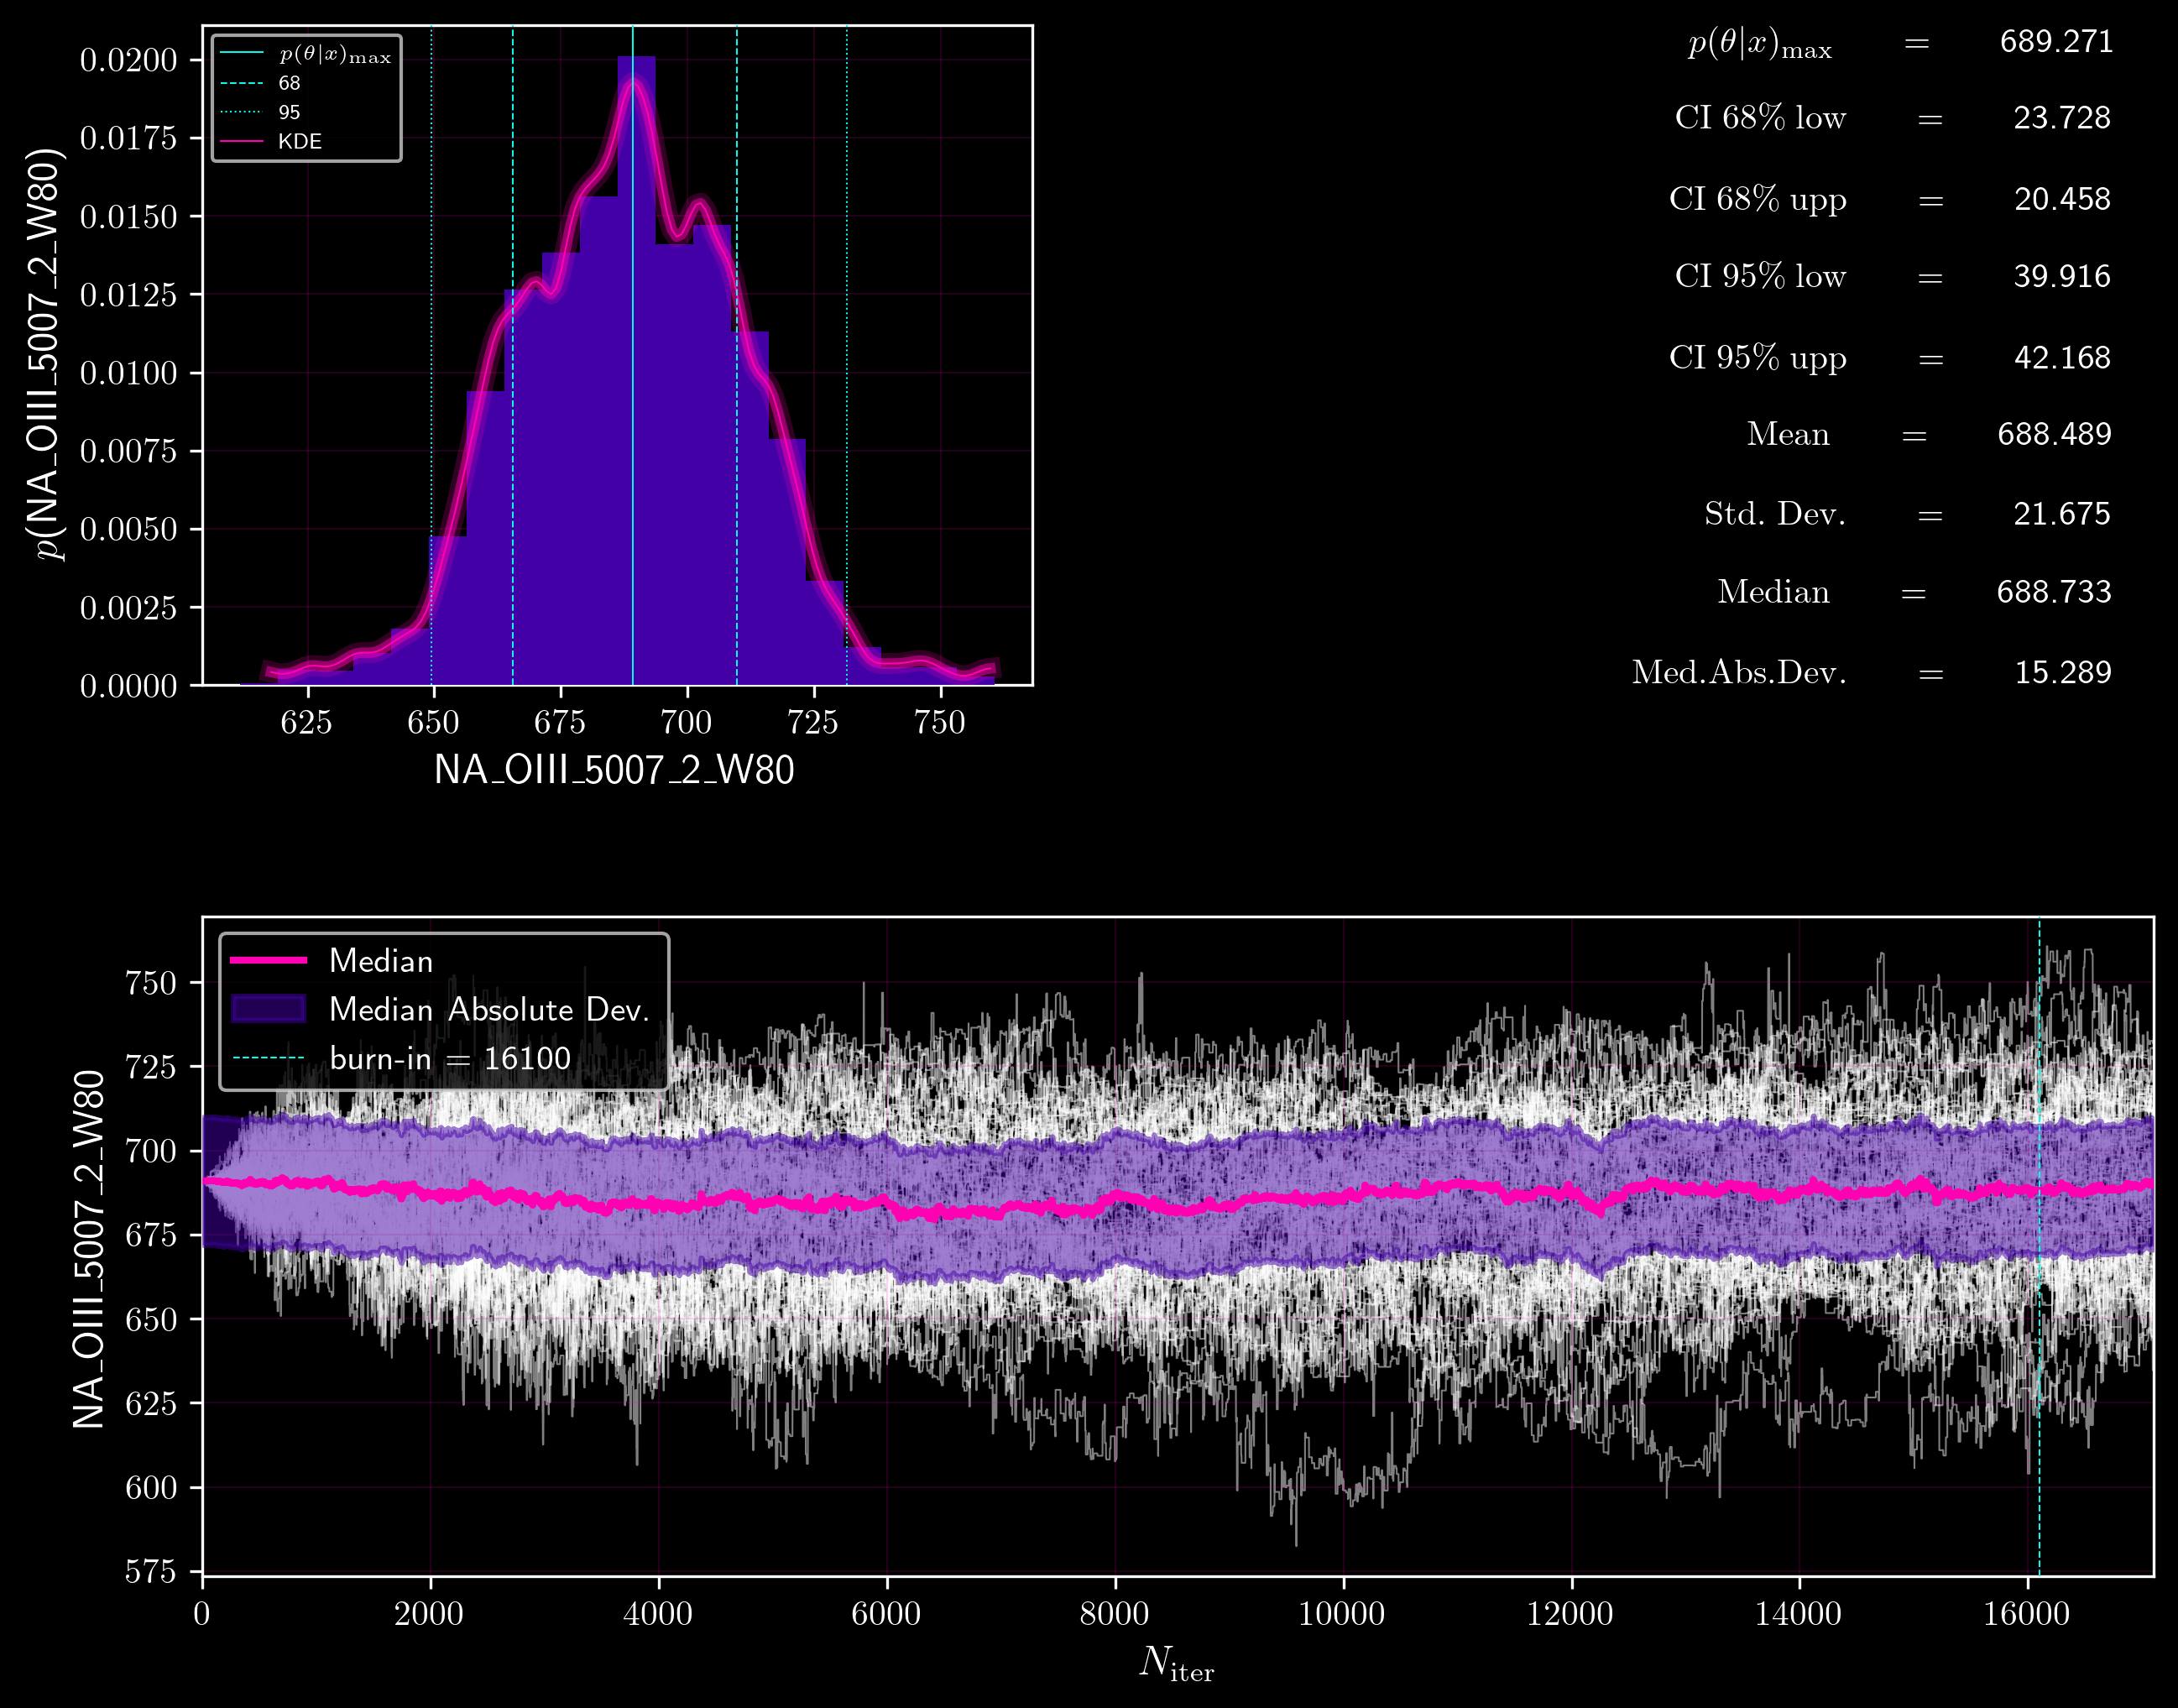 p(θ|x)max
68
95
KDE
0.0200
0.0175
0.0150
0.0125
0.0100
0.0075
0.0050
0.0025
0.0000
p(NA_OIII_5007_2_W80)
625 650 675 700 725 750
NA_OIII_5007_2_W80
p(θ|x)max = 689.271
CI 68% low = 23.728
CI 68% upp = 20.458
CI 95% low = 39.916
CI 95% upp = 42.168
Mean = 688.489
Std. Dev. = 21.675
Median = 688.733
Med.Abs.Dev. = 15.289
Median
Median Absolute Dev.
burn-in = 16100
750
725
700
675
650
625
600
575
NA_OIII_5007_2_W80
0 2000 4000 6000 8000 10000 12000 14000 16000
Niter